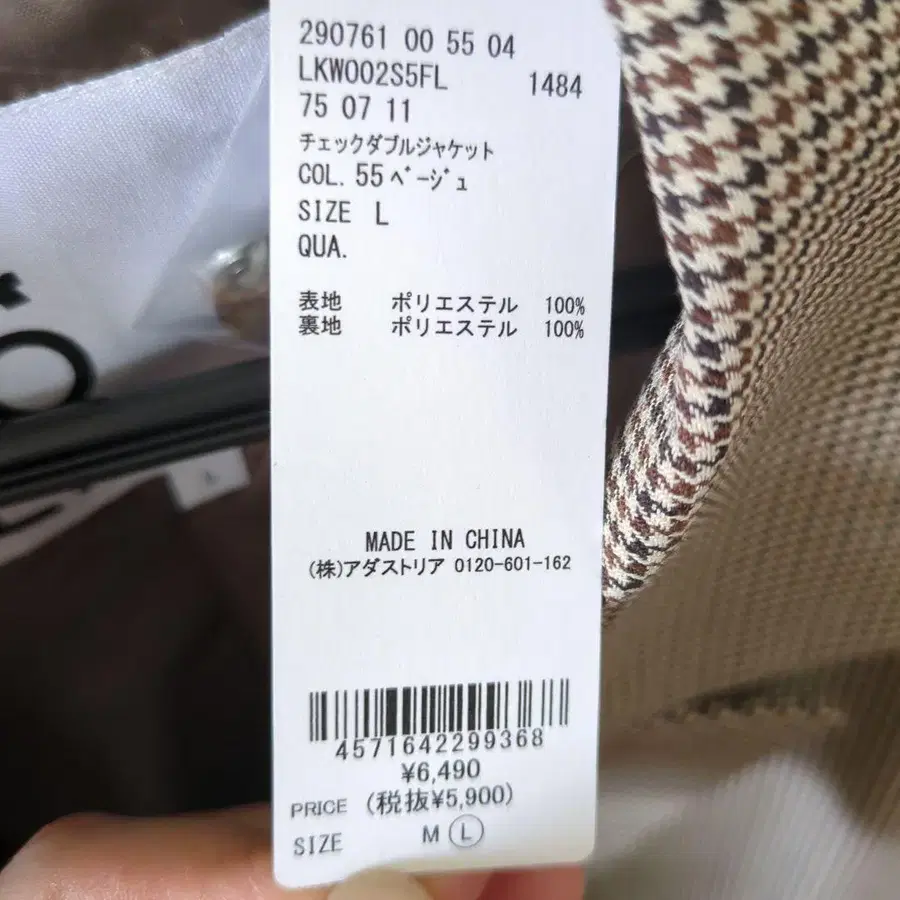 290761 00 55 04
LKW002S5FL 1484
75 07 11
チェックダブルジャケット
COL. 55 ﾍﾞｰｼﾞｭ
SIZE L
QUA.
表地 ポリエステル 100%
裏地 ポリエステル 100%
MADE IN CHINA
(株)アダストリア 0120-601-162
4571642299368
¥6,490
PRICE (税抜¥5,900)
SIZE M L